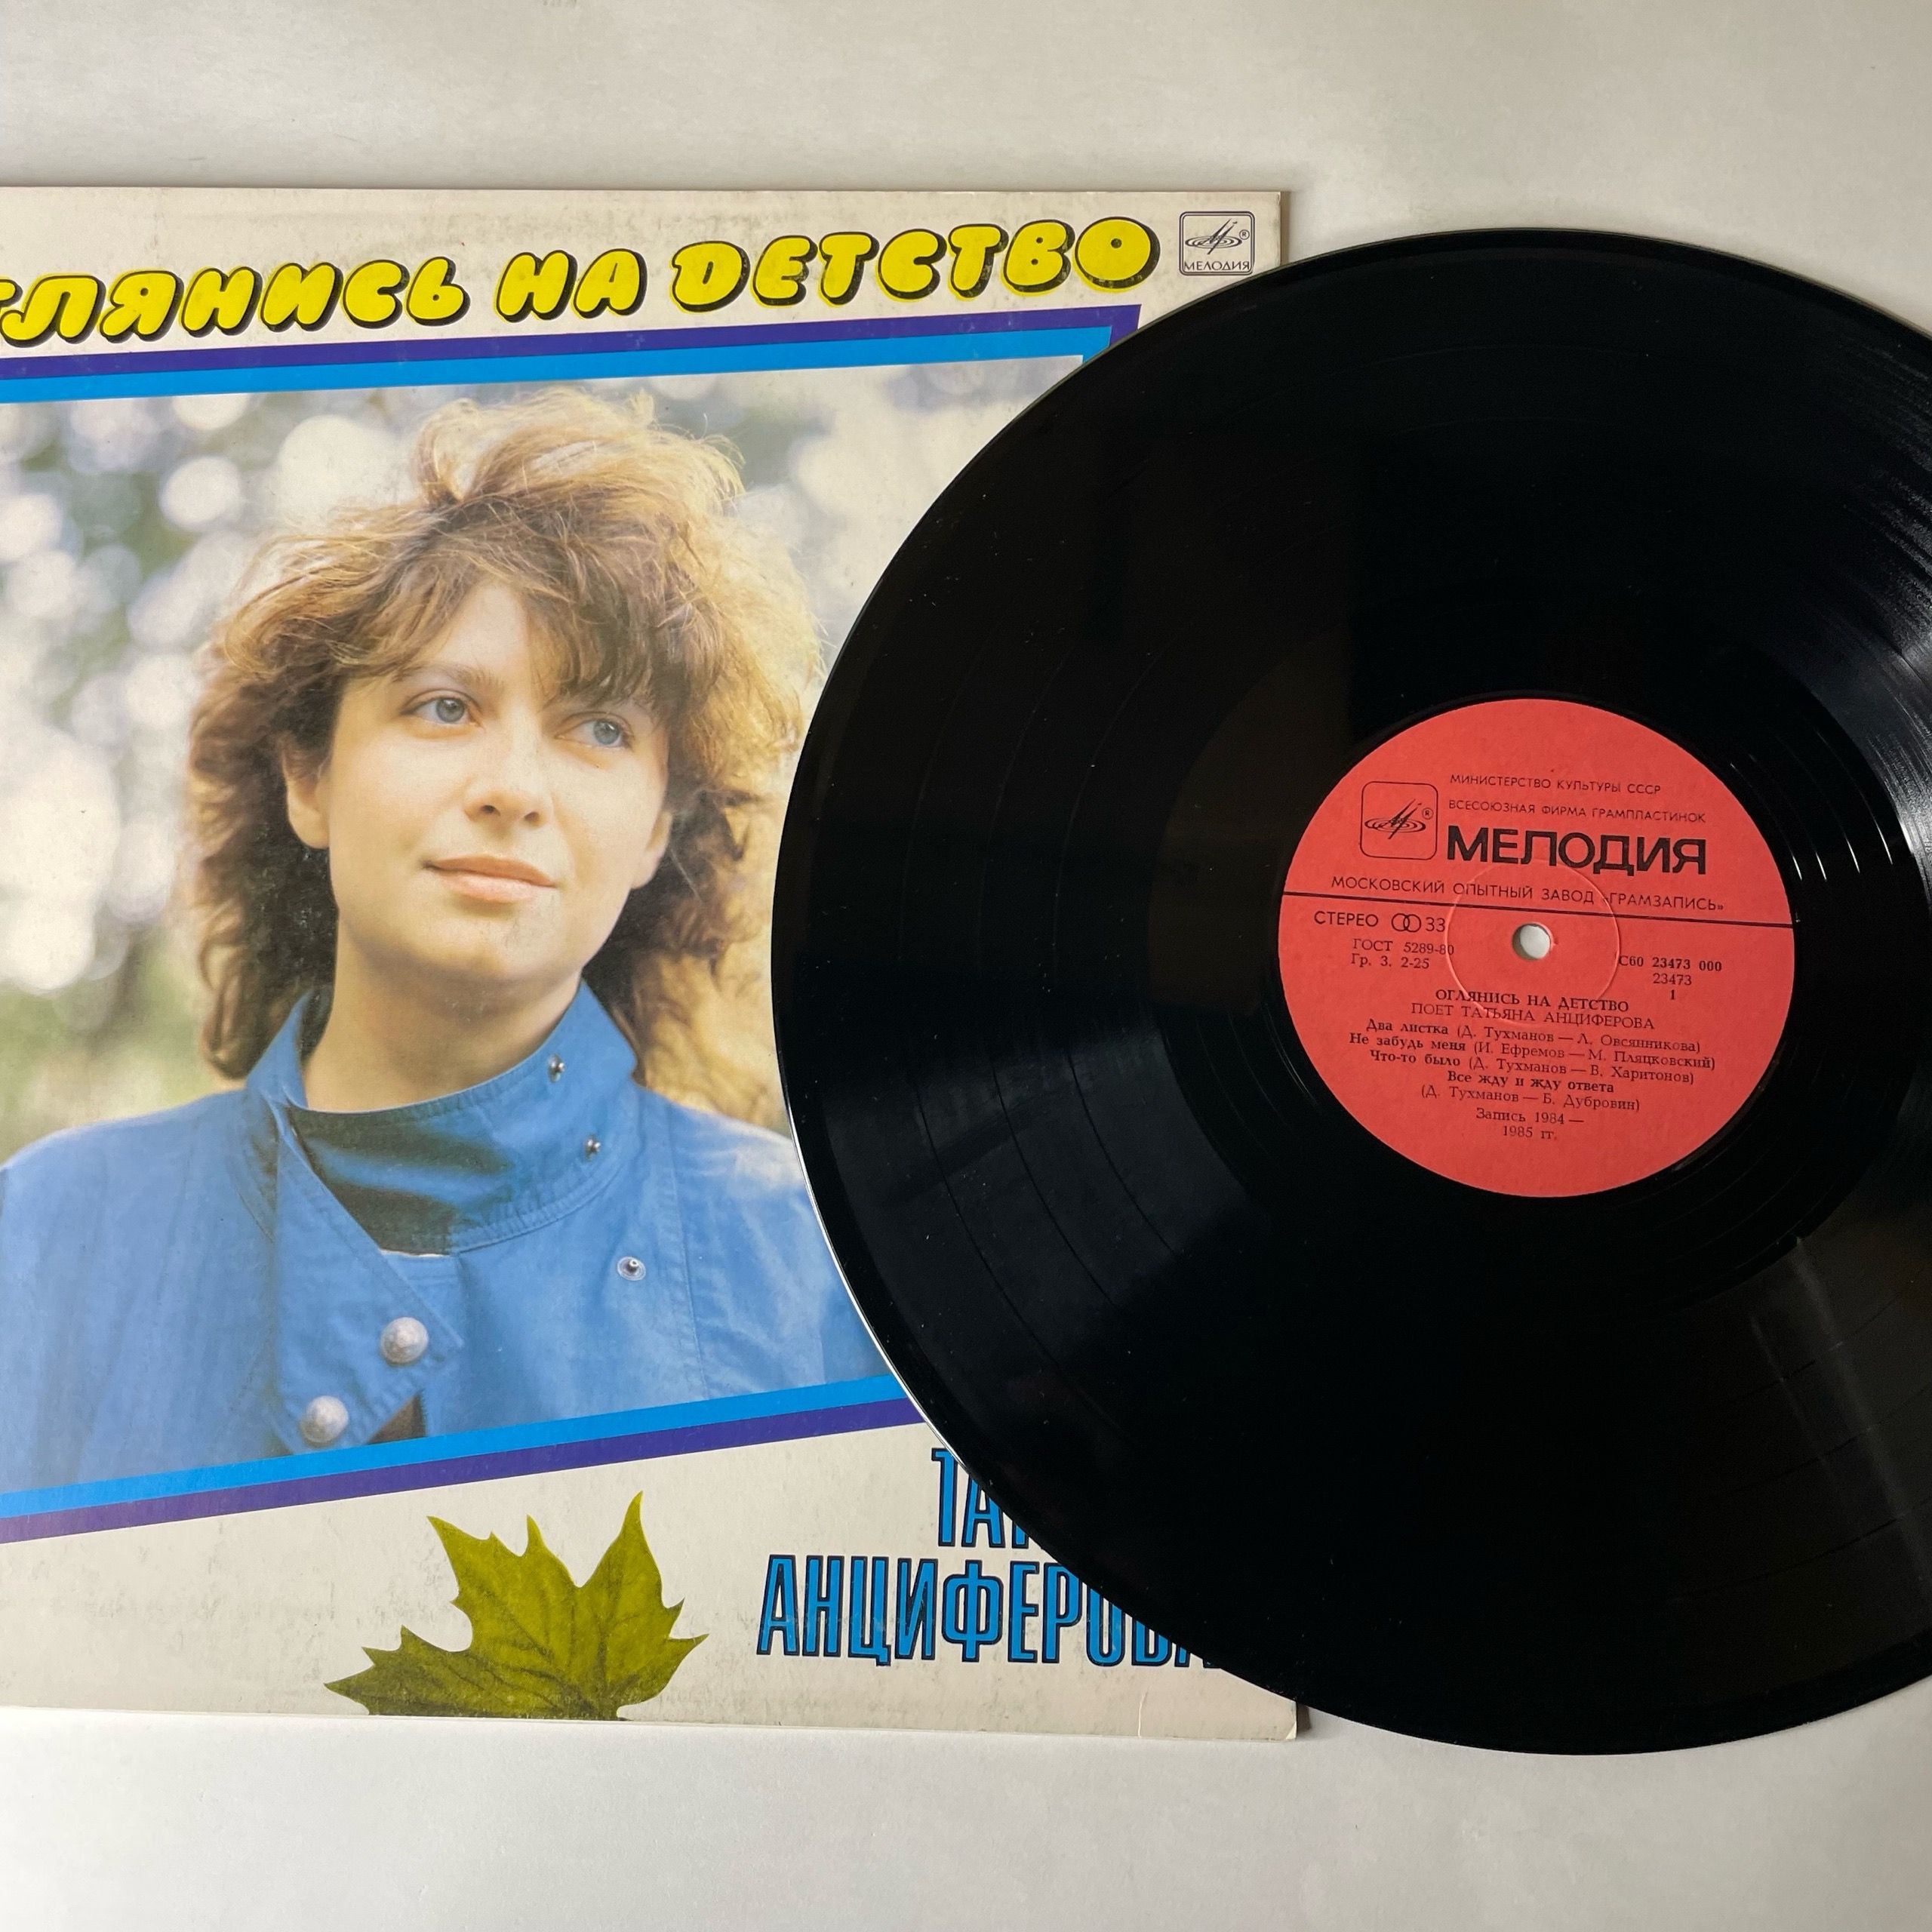 ГЛЯНИСЬ НА ДЕТСТВО
МЕЛОДИЯ
АНЦИФЕРОВА
МИНИСТЕРСТВО КУЛЬТУРЫ СССР
ВСЕСОЮЗНАЯ ФИРМА ГРАМПЛАСТИНОК
МЕЛОДИЯ
МОСКОВСКИЙ ОПЫТНЫЙ ЗАВОД «ГРАМЗАПИСЬ»
СТЕРЕО 33
ГОСТ 5289-80
Гр. 3. 2-25
С60 23473 000
23473
1
ОГЛЯНИСЬ НА ДЕТСТВО
ПОЕТ ТАТЬЯНА АНЦИФЕРОВА
Два листка (Д. Тухманов — Л. Овсянникова)
Не забудь меня (И. Ефремов — М. Пляцковский)
Что-то было (Д. Тухманов — В. Харитонов)
Все жду и жду ответа
(Д. Тухманов — Б. Дубровин)
Запись 1984 —
1985 гг.